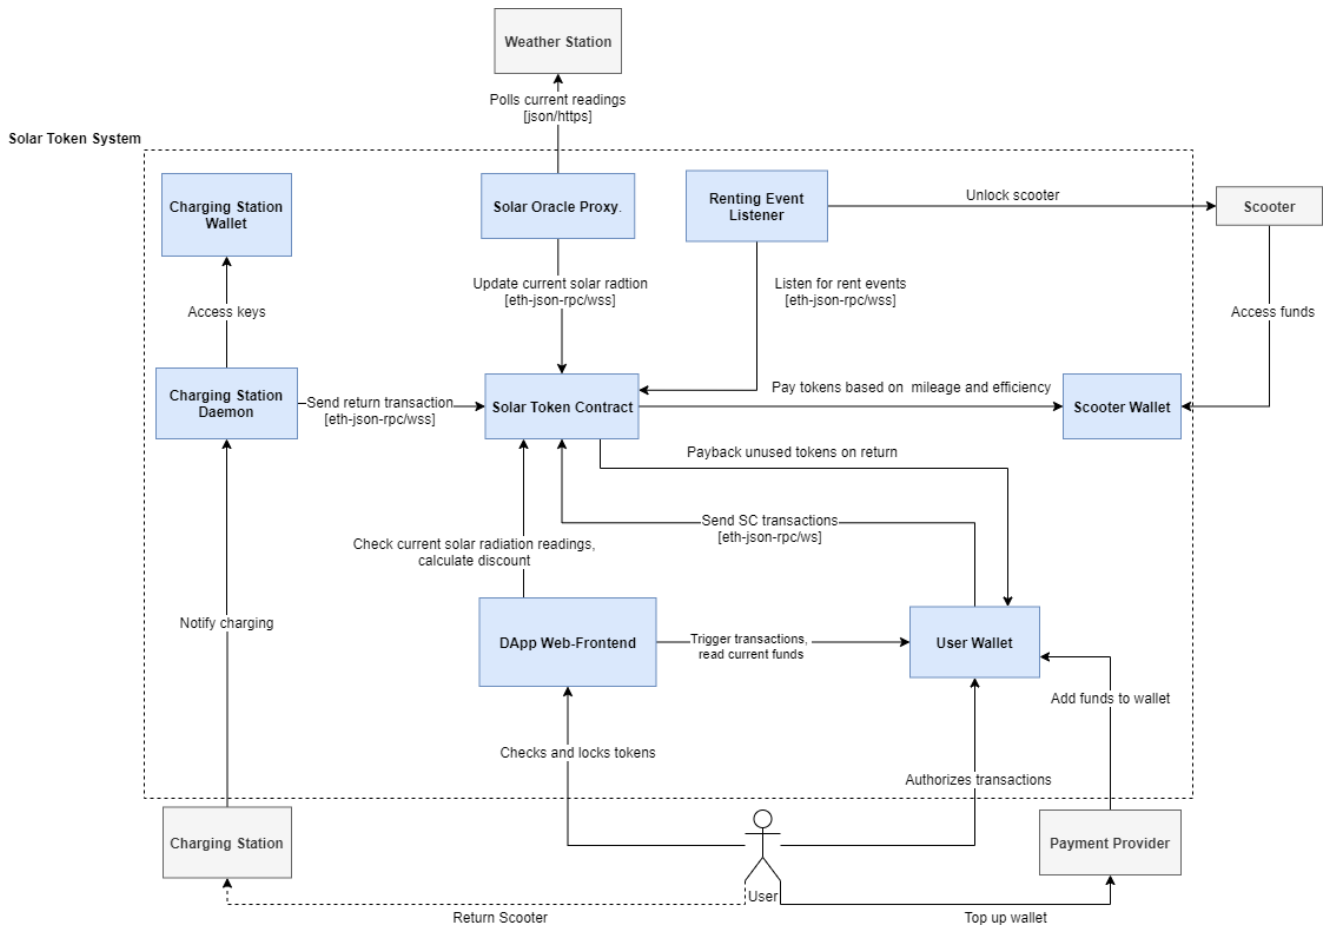 Weather Station
Polls current readings
[json/https]
Solar Token System
Charging Station
Wallet
Solar Oracle Proxy.
Renting Event
Listener
Unlock scooter
Scooter
Update current solar radtion
[eth-json-rpc/wss]
Listen for rent events
[eth-json-rpc/wss]
Access keys
Access funds
Charging Station
Daemon
Send return transaction
[eth-json-rpc/wss]
Solar Token Contract
Pay tokens based on mileage and efficiency
Scooter Wallet
Payback unused tokens on return
Send SC transactions
[eth-json-rpc/ws]
Check current solar radiation readings,
calculate discount
Notify charging
DApp Web-Frontend
Trigger transactions,
read current funds
User Wallet
Add funds to wallet
Checks and locks tokens
Authorizes transactions
Charging Station
Payment Provider
User
Return Scooter
Top up wallet